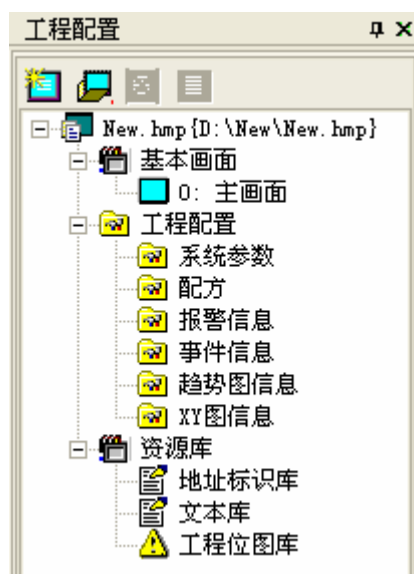 工程配置
New.hmp{D:\New\New.hmp}
基本画面
0: 主画面
工程配置
系统参数
配方
报警信息
事件信息
趋势图信息
XY图信息
资源库
地址标识库
文本库
工程位图库